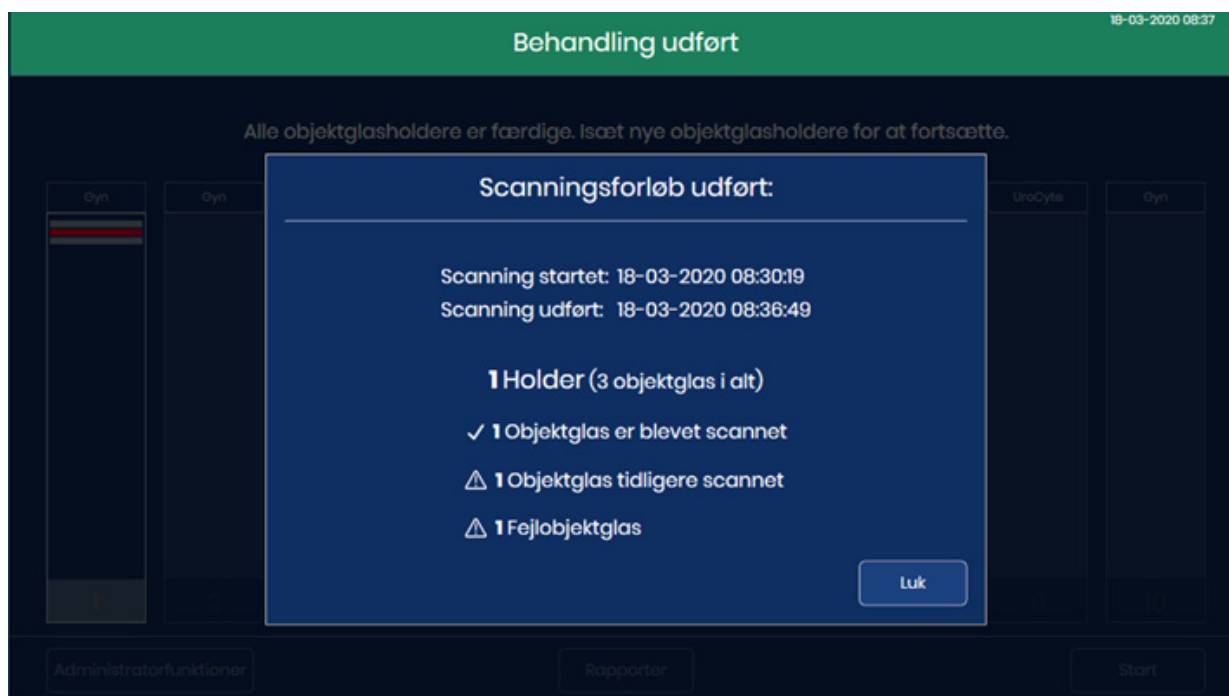 18-03-2020 08:37
Behandling udført
Alle objektglasholdere er færdige. Isæt nye objektglasholdere for at fortsætte.
Gyn
Gyn
UroCyte
Gyn
Scanningsforløb udført:
Scanning startet: 18-03-2020 08:30:19
Scanning udført: 18-03-2020 08:36:49
1 Holder (3 objektglas i alt)
✓ 1 Objektglas er blevet scannet
⚠ 1 Objektglas tidligere scannet
⚠ 1 Fejlobjektglas
Luk
1
2
10
Administratorfunktioner
Rapporter
Start